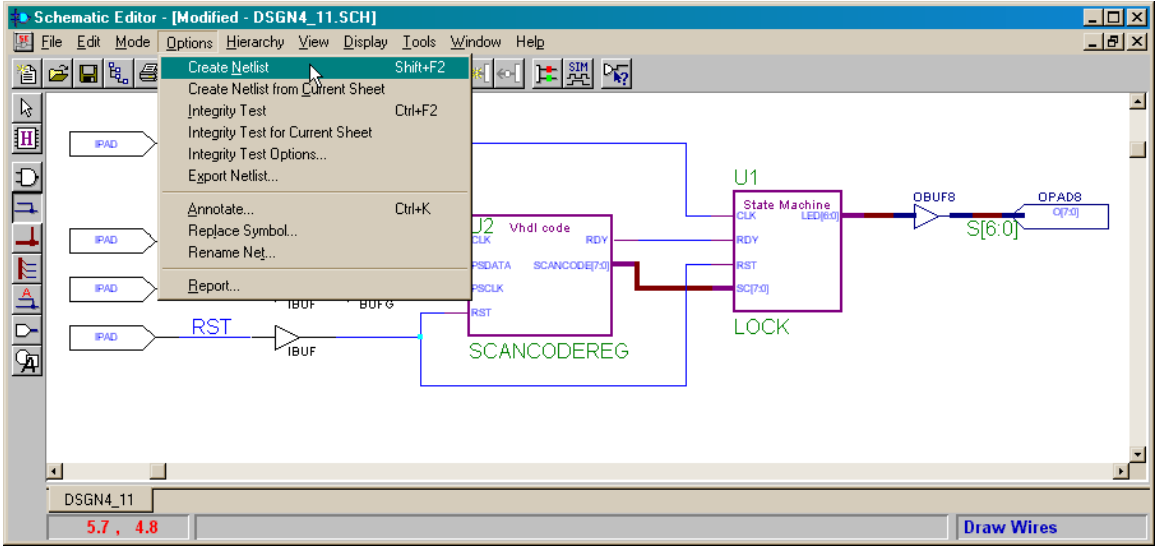 Schematic Editor - [Modified - DSGN4_11.SCH]
File Edit Mode Options Hierarchy View Display Tools Window Help
SIM
Create Netlist Shift+F2
Create Netlist from Current Sheet
Integrity Test Ctrl+F2
Integrity Test for Current Sheet
Integrity Test Options...
Export Netlist...
Annotate... Ctrl+K
Replace Symbol...
Rename Net...
Report...
IPAD
IPAD
IPAD
IPAD
RST
IBUF
BUFG
IBUF
U2
Vhdl code
CLK
RDY
PSDATA
SCANCODE[7:0]
PSCLK
RST
SCANCODEREG
U1
State Machine
CLK
LED[6:0]
RDY
RST
SC[7:0]
LOCK
OBUF8
S[6:0]
OPAD8
O[7:0]
DSGN4_11
5.7 , 4.8
Draw Wires